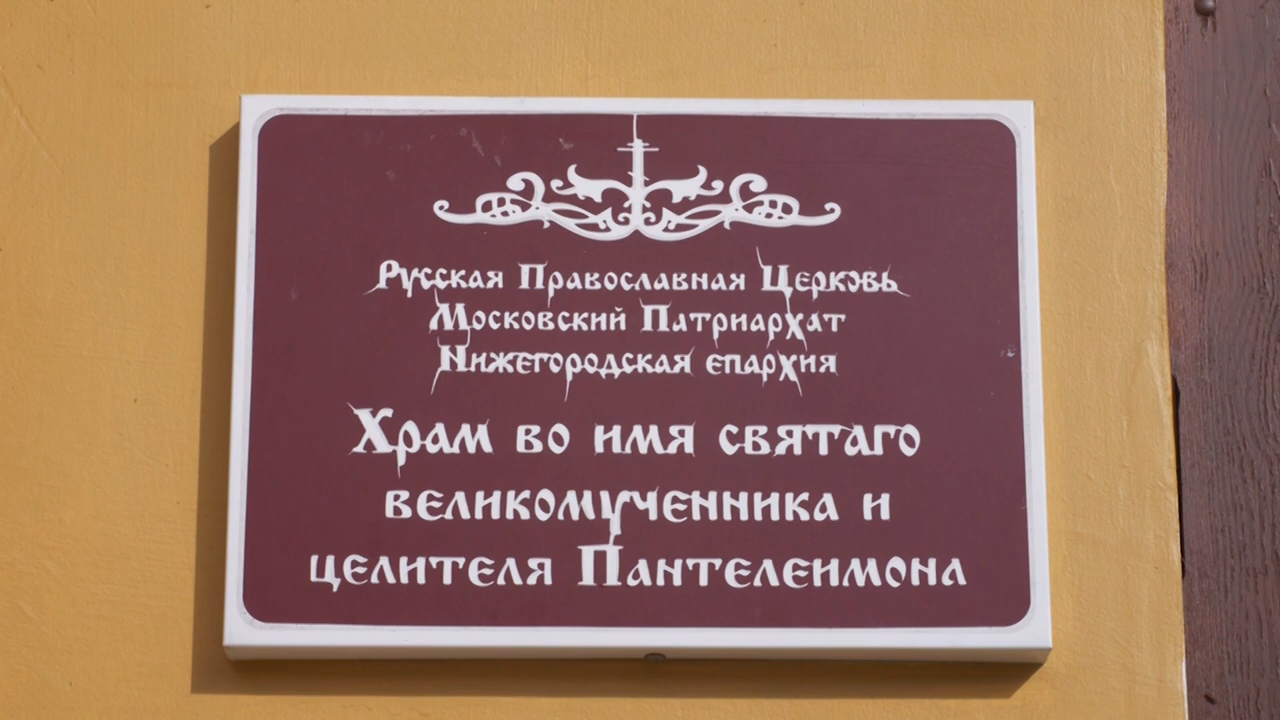 Русская Православная Церковь
Московский Патриархат
Нижегородская епархия
Храм во имя святаго
великомученника и
целителя Пантелеимона